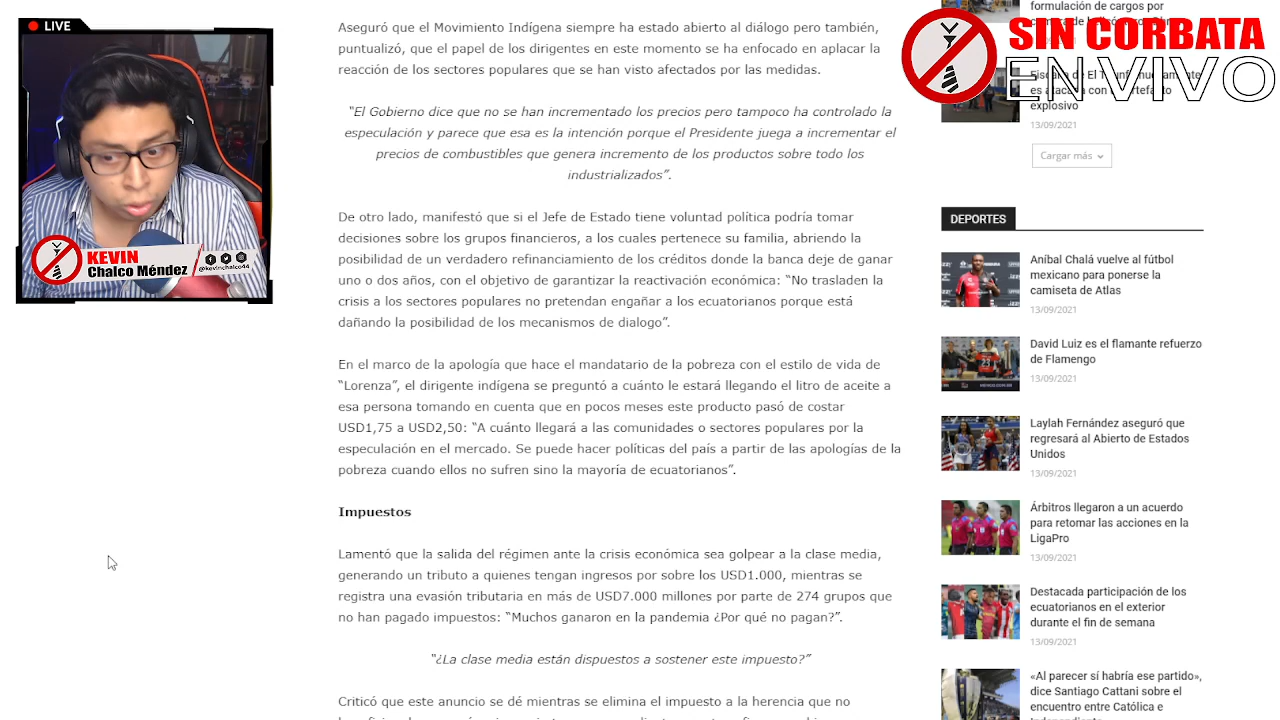 LIVE
KEVIN
Chalco Méndez
@kevinchalco44
SIN CORBATA
EN VIVO
Aseguró que el Movimiento Indígena siempre ha estado abierto al diálogo pero también,
puntualizó, que el papel de los dirigentes en este momento se ha enfocado en aplacar la
reacción de los sectores populares que se han visto afectados por las medidas.
“El Gobierno dice que no se han incrementado los precios pero tampoco ha controlado la
especulación y parece que esa es la intención porque el Presidente juega a incrementar el
precios de combustibles que genera incremento de los productos sobre todo los
industrializados”.
De otro lado, manifestó que si el Jefe de Estado tiene voluntad política podría tomar
decisiones sobre los grupos financieros, a los cuales pertenece su familia, abriendo la
posibilidad de un verdadero refinanciamiento de los créditos donde la banca deje de ganar
uno o dos años, con el objetivo de garantizar la reactivación económica: “No trasladen la
crisis a los sectores populares no pretendan engañar a los ecuatorianos porque está
dañando la posibilidad de los mecanismos de dialogo”.
En el marco de la apología que hace el mandatario de la pobreza con el estilo de vida de
“Lorenza”, el dirigente indígena se preguntó a cuánto le estará llegando el litro de aceite a
esa persona tomando en cuenta que en pocos meses este producto pasó de costar
USD1,75 a USD2,50: “A cuánto llegará a las comunidades o sectores populares por la
especulación en el mercado. Se puede hacer políticas del país a partir de las apologías de la
pobreza cuando ellos no sufren sino la mayoría de ecuatorianos”.
Impuestos
Lamentó que la salida del régimen ante la crisis económica sea golpear a la clase media,
generando un tributo a quienes tengan ingresos por sobre los USD1.000, mientras se
registra una evasión tributaria en más de USD7.000 millones por parte de 274 grupos que
no han pagado impuestos: “Muchos ganaron en la pandemia ¿Por qué no pagan?”.
“¿La clase media están dispuestos a sostener este impuesto?”
Criticó que este anuncio se dé mientras se elimina el impuesto a la herencia que no
formulación de cargos por
explosivo
13/09/2021
Cargar más
DEPORTES
Aníbal Chalá vuelve al fútbol
mexicano para ponerse la
camiseta de Atlas
13/09/2021
David Luiz es el flamante refuerzo
de Flamengo
13/09/2021
Laylah Fernández aseguró que
regresará al Abierto de Estados
Unidos
13/09/2021
Árbitros llegaron a un acuerdo
para retomar las acciones en la
LigaPro
13/09/2021
Destacada participación de los
ecuatorianos en el exterior
durante el fin de semana
13/09/2021
«Al parecer sí habría ese partido»,
dice Santiago Cattani sobre el
encuentro entre Católica e